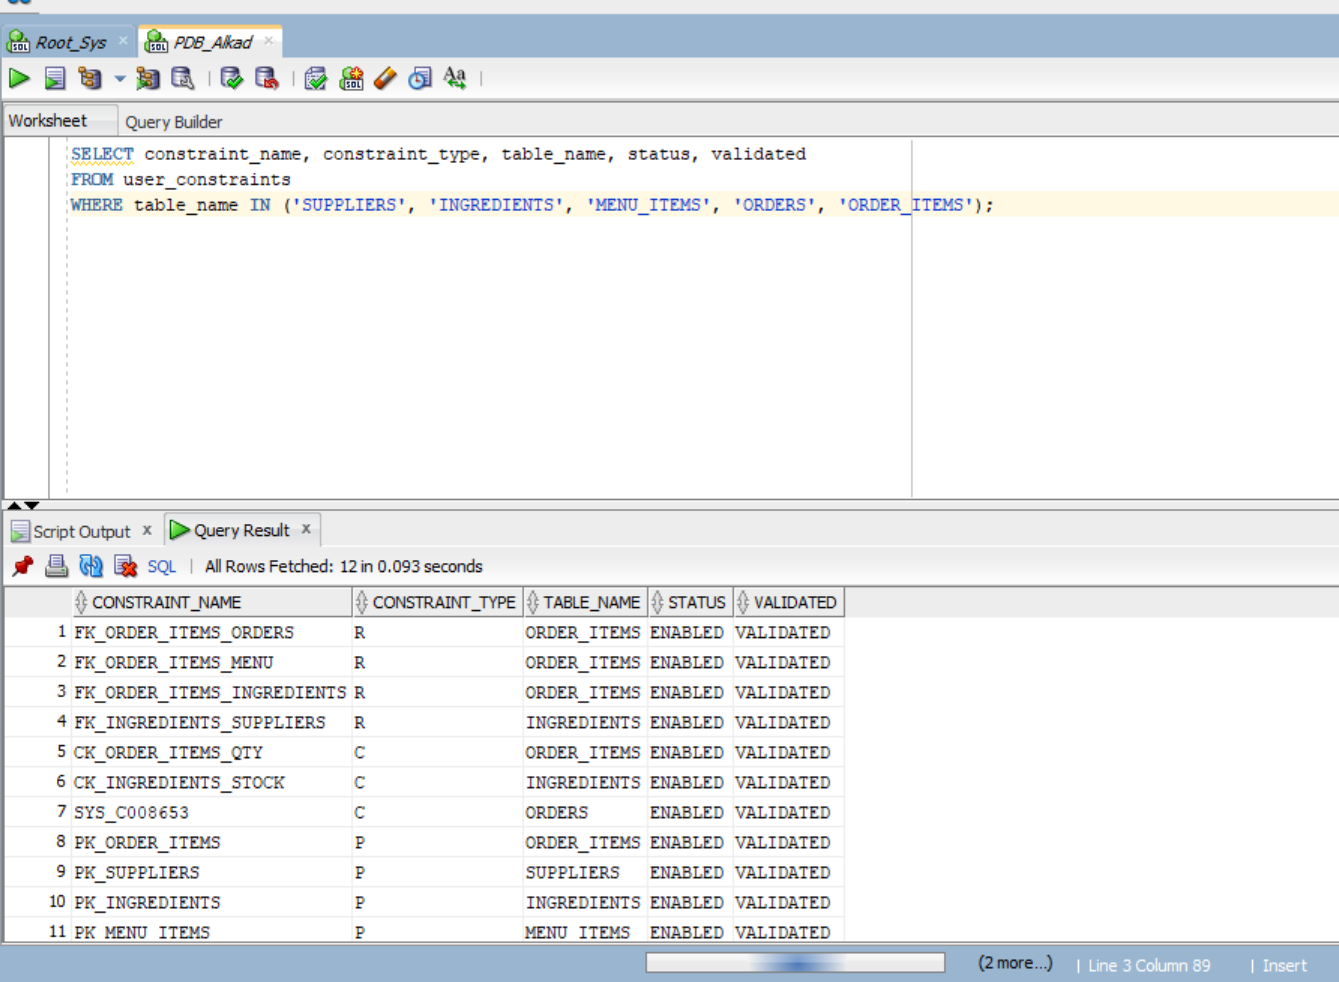 Root_Sys PDB_Alkad
Worksheet Query Builder
SELECT constraint_name, constraint_type, table_name, status, validated
FROM user_constraints
WHERE table_name IN ('SUPPLIERS', 'INGREDIENTS', 'MENU_ITEMS', 'ORDERS', 'ORDER_ITEMS');
Script Output x Query Result x
SQL | All Rows Fetched: 12 in 0.093 seconds
CONSTRAINT_NAME CONSTRAINT_TYPE TABLE_NAME STATUS VALIDATED
1 FK_ORDER_ITEMS_ORDERS R ORDER_ITEMS ENABLED VALIDATED
2 FK_ORDER_ITEMS_MENU R ORDER_ITEMS ENABLED VALIDATED
3 FK_ORDER_ITEMS_INGREDIENTS R ORDER_ITEMS ENABLED VALIDATED
4 FK_INGREDIENTS_SUPPLIERS R INGREDIENTS ENABLED VALIDATED
5 CK_ORDER_ITEMS_QTY C ORDER_ITEMS ENABLED VALIDATED
6 CK_INGREDIENTS_STOCK C INGREDIENTS ENABLED VALIDATED
7 SYS_C008653 C ORDERS ENABLED VALIDATED
8 PK_ORDER_ITEMS P ORDER_ITEMS ENABLED VALIDATED
9 PK_SUPPLIERS P SUPPLIERS ENABLED VALIDATED
10 PK_INGREDIENTS P INGREDIENTS ENABLED VALIDATED
11 PK_MENU_ITEMS P MENU_ITEMS ENABLED VALIDATED
(2 more...) | Line 3 Column 89 | Insert